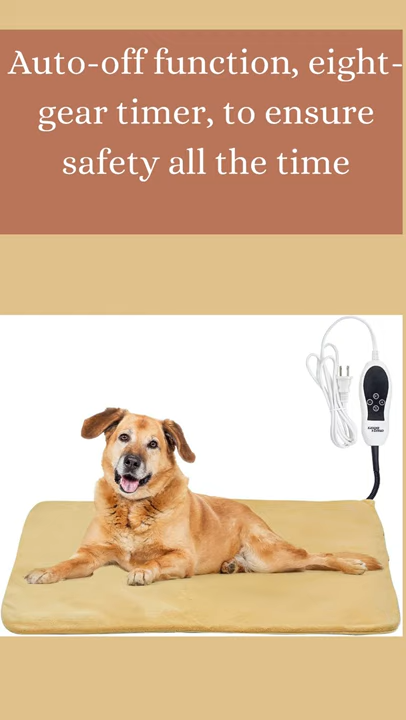 Auto-off function, eight-
gear timer, to ensure
safety all the time